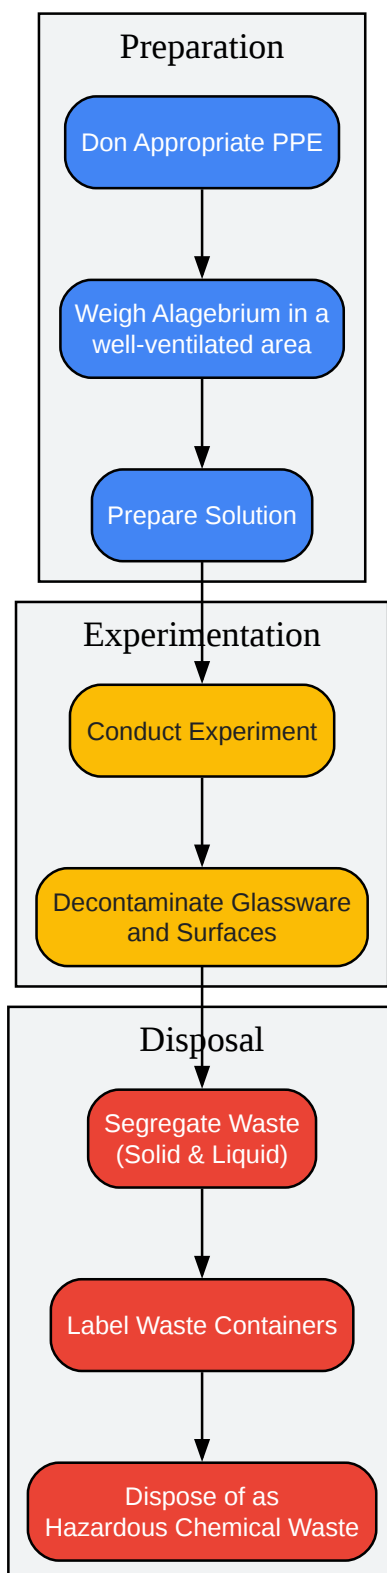 Preparation
Don Appropriate PPE
Weigh Alagebrium in a
well-ventilated area
Prepare Solution
Experimentation
Conduct Experiment
Decontaminate Glassware
and Surfaces
Disposal
Segregate Waste
(Solid & Liquid)
Label Waste Containers
Dispose of as
Hazardous Chemical Waste